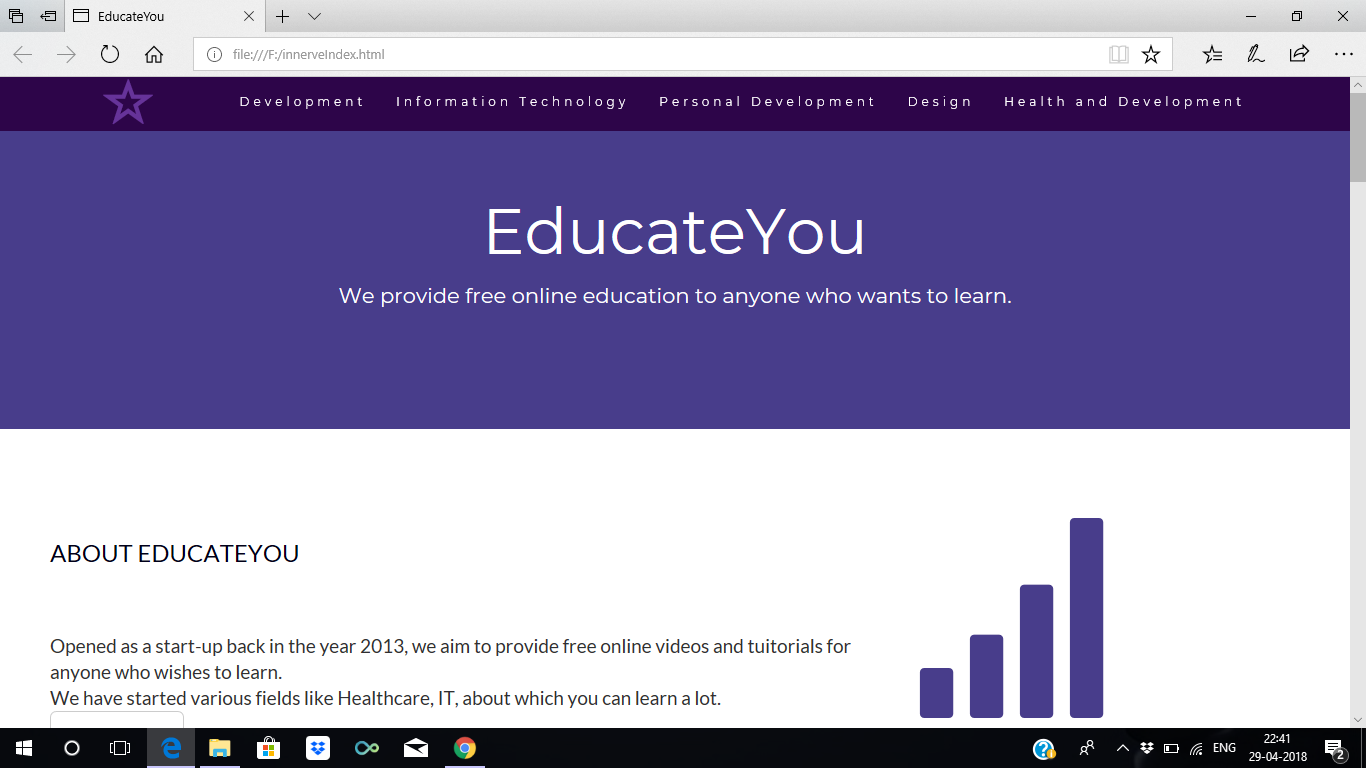 EducateYou
file:///F:/innerveIndex.html
Development Information Technology Personal Development Design Health and Development
EducateYou
We provide free online education to anyone who wants to learn.
ABOUT EDUCATEYOU
Opened as a start-up back in the year 2013, we aim to provide free online videos and tuitorials for
anyone who wishes to learn.
We have started various fields like Healthcare, IT, about which you can learn a lot.
ENG
22:41
29-04-2018
2